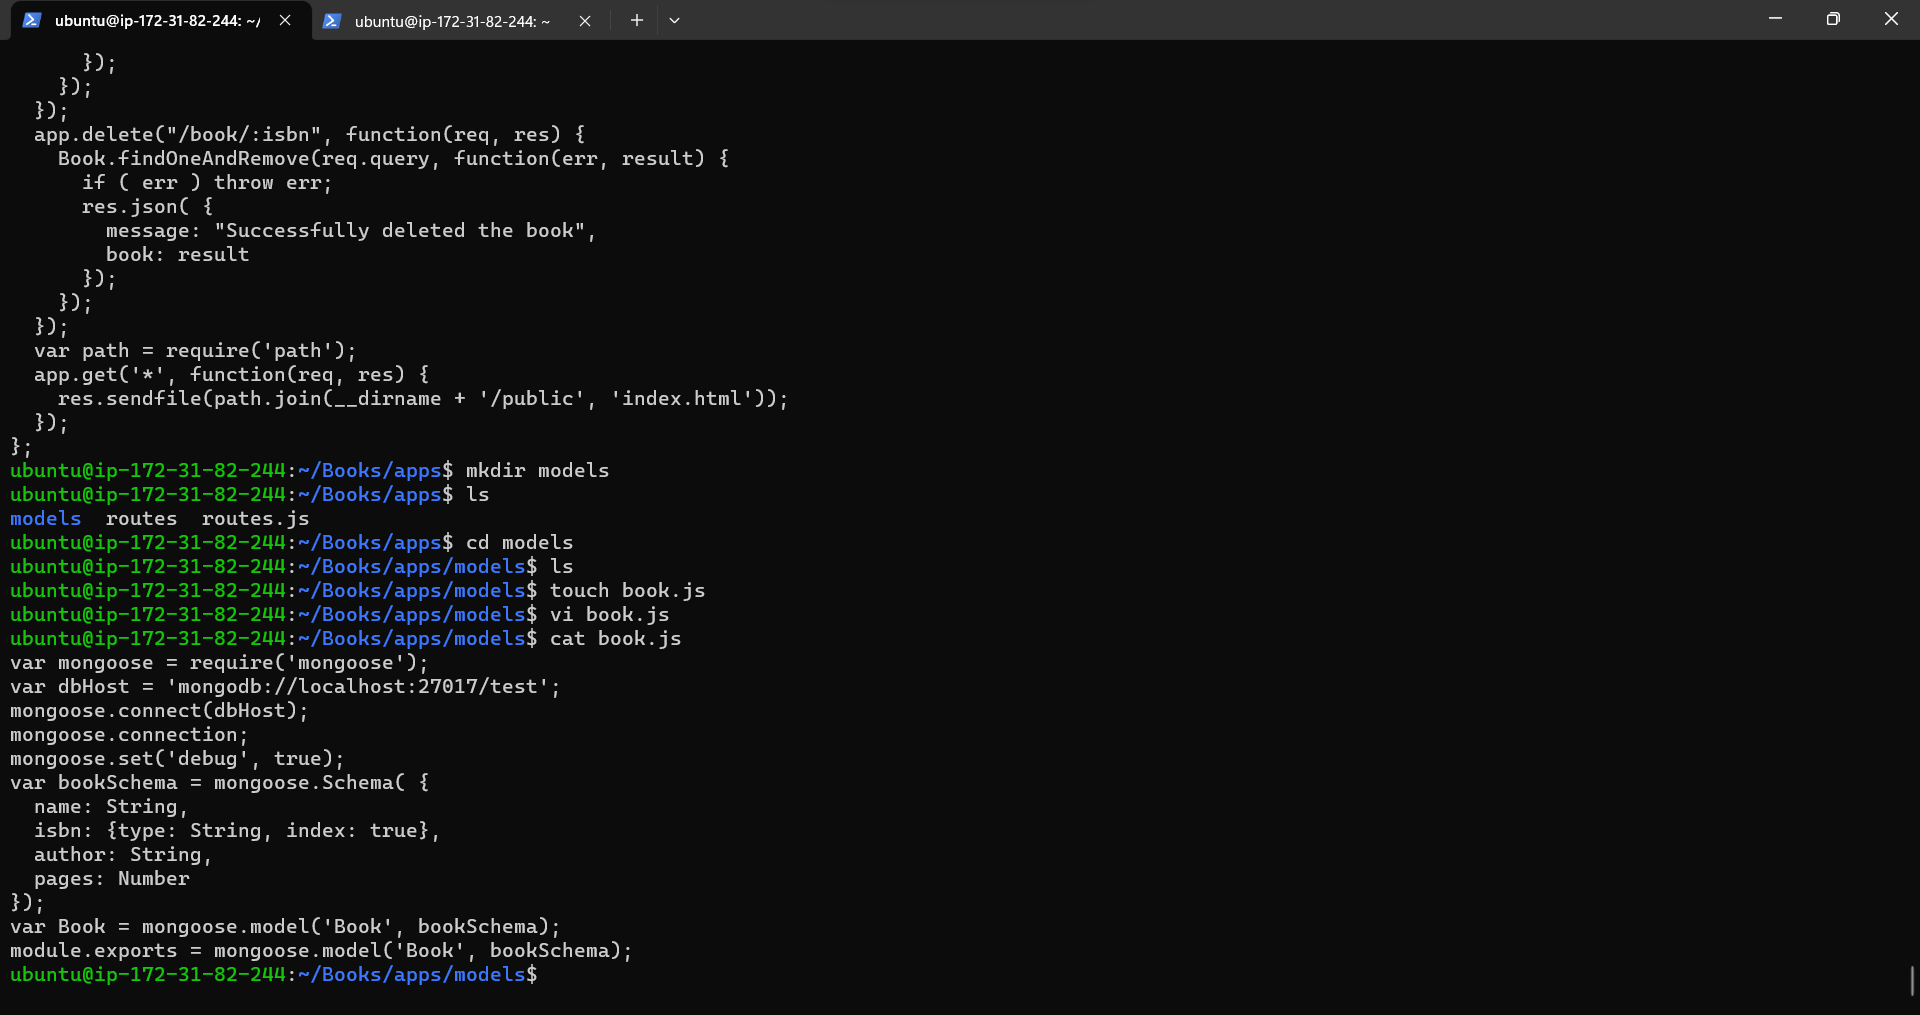 ubuntu@ip-172-31-82-244: ~/
ubuntu@ip-172-31-82-244: ~
      });
    });
  });
  app.delete("/book/:isbn", function(req, res) {
    Book.findOneAndRemove(req.query, function(err, result) {
      if ( err ) throw err;
      res.json( {
        message: "Successfully deleted the book",
        book: result
      });
    });
  });
  var path = require('path');
  app.get('*', function(req, res) {
    res.sendfile(path.join(__dirname + '/public', 'index.html'));
  });
};
ubuntu@ip-172-31-82-244:~/Books/apps$ mkdir models
ubuntu@ip-172-31-82-244:~/Books/apps$ ls
models  routes  routes.js
ubuntu@ip-172-31-82-244:~/Books/apps$ cd models
ubuntu@ip-172-31-82-244:~/Books/apps/models$ ls
ubuntu@ip-172-31-82-244:~/Books/apps/models$ touch book.js
ubuntu@ip-172-31-82-244:~/Books/apps/models$ vi book.js
ubuntu@ip-172-31-82-244:~/Books/apps/models$ cat book.js
var mongoose = require('mongoose');
var dbHost = 'mongodb://localhost:27017/test';
mongoose.connect(dbHost);
mongoose.connection;
mongoose.set('debug', true);
var bookSchema = mongoose.Schema( {
  name: String,
  isbn: {type: String, index: true},
  author: String,
  pages: Number
});
var Book = mongoose.model('Book', bookSchema);
module.exports = mongoose.model('Book', bookSchema);
ubuntu@ip-172-31-82-244:~/Books/apps/models$